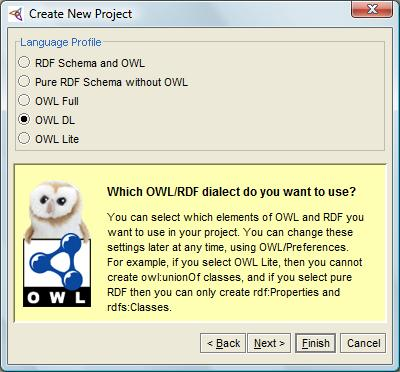 Create New Project
Language Profile
RDF Schema and OWL
Pure RDF Schema without OWL
OWL Full
OWL DL
OWL Lite
Which OWL/RDF dialect do you want to use?
You can select which elements of OWL and RDF you
want to use in your project. You can change these
settings later at any time, using OWL/Preferences.
For example, if you select OWL Lite, then you cannot
create owl:unionOf classes, and if you select pure
RDF then you can only create rdf:Properties and
rdfs:Classes.
OWL
< Back Next > Finish Cancel